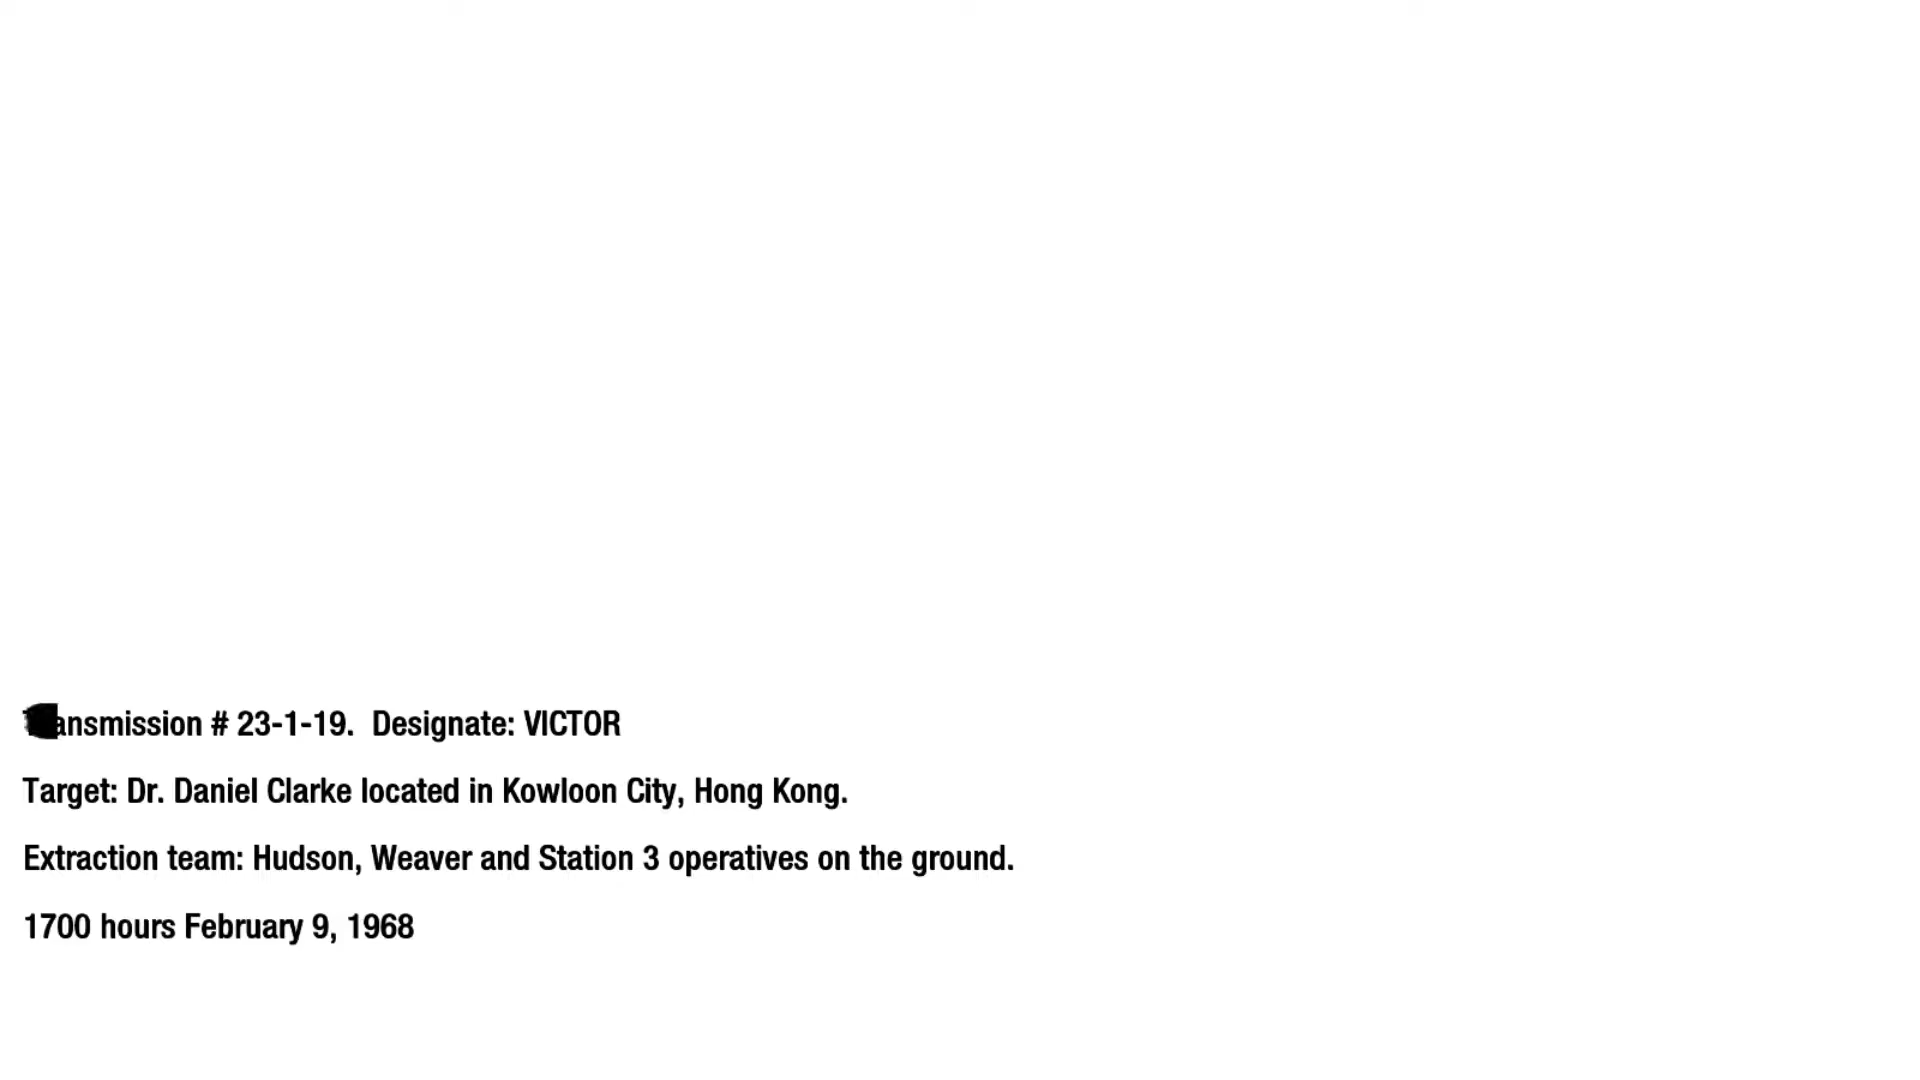 Transmission # 23-1-19. Designate: VICTOR
Target: Dr. Daniel Clarke located in Kowloon City, Hong Kong.
Extraction team: Hudson, Weaver and Station 3 operatives on the ground.
1700 hours February 9, 1968